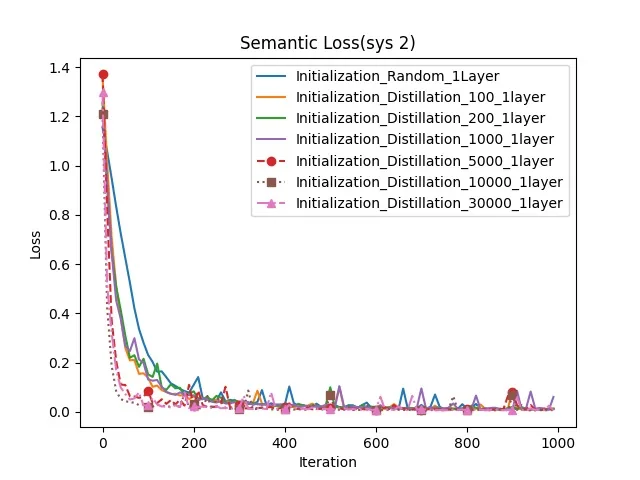 Semantic Loss(sys 2)
Initialization_Random_1Layer
Initialization_Distillation_100_1layer
Initialization_Distillation_200_1layer
Initialization_Distillation_1000_1layer
Initialization_Distillation_5000_1layer
Initialization_Distillation_10000_1layer
Initialization_Distillation_30000_1layer
Loss
1.4
1.2
1.0
0.8
0.6
0.4
0.2
0.0
0 200 400 600 800 1000
Iteration